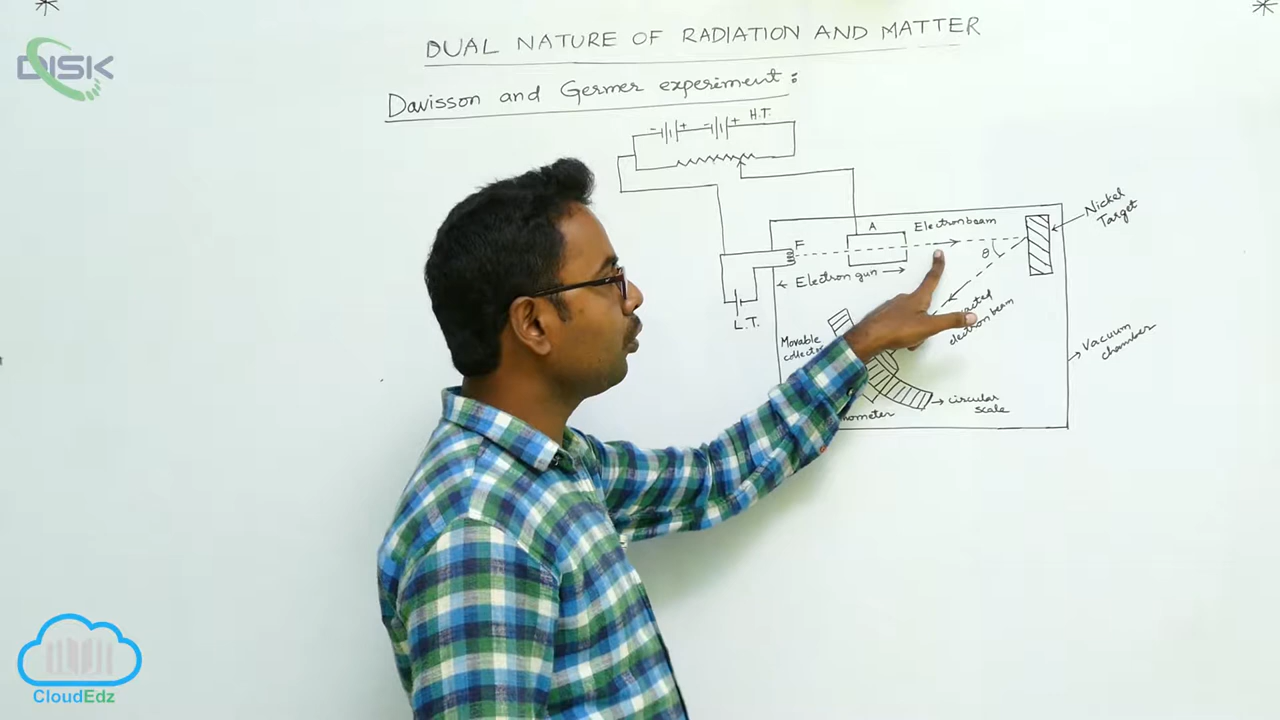 DISK
DUAL NATURE OF RADIATION AND MATTER
Davisson and Germer experiment:
- + - + H.T.
A
Electron beam
Nickel
Target
F
θ
Electron gun
L.T.
electron beam
Movable
Vacuum
chamber
circular
scale
CloudEdz